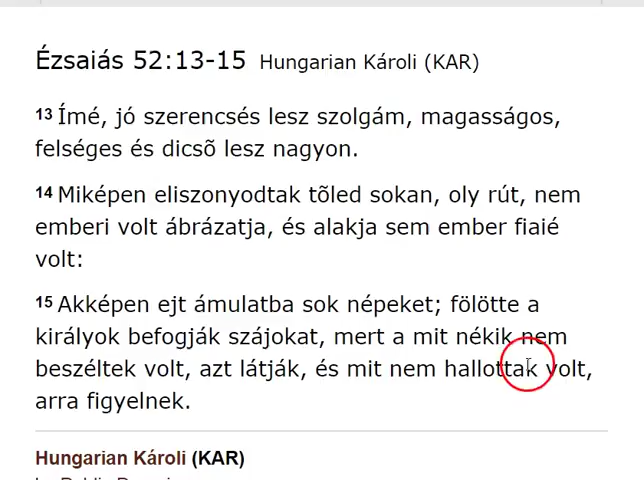 Ézsaiás 52:13-15 Hungarian Károli (KAR)
13 Ímé, jó szerencsés lesz szolgám, magasságos,
felséges és dicsõ lesz nagyon.
14 Miképen eliszonyodtak tõled sokan, oly rút, nem
emberi volt ábrázatja, és alakja sem ember fiaié
volt:
15 Akképen ejt ámulatba sok népeket; fölötte a
királyok befogják szájokat, mert a mit nékik nem
beszéltek volt, azt látják, és mit nem hallottak volt,
arra figyelnek.
Hungarian Károli (KAR)